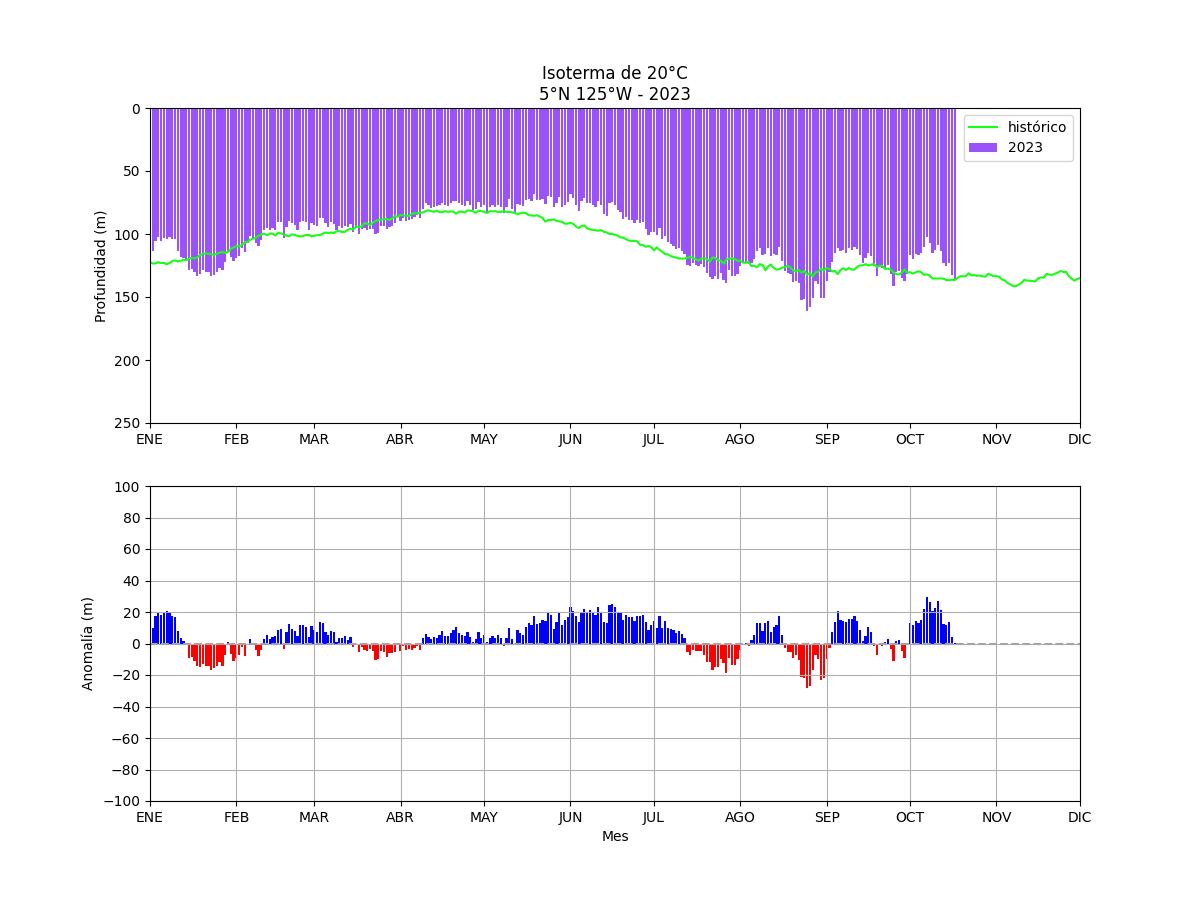 Isoterma de 20°C
5°N 125°W - 2023
histórico
2023
Profundidad (m)
0
50
100
150
200
250
ENE FEB MAR ABR MAY JUN JUL AGO SEP OCT NOV DIC
Anomalía (m)
100
80
60
40
20
0
−20
−40
−60
−80
−100
ENE FEB MAR ABR MAY JUN JUL AGO SEP OCT NOV DIC
Mes